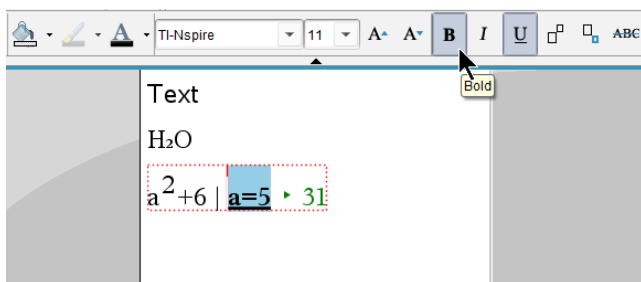 A TI-Nspire 11 A A B I U ABC
Bold
Text
H₂O
a²+6 | a=5 ▸ 31